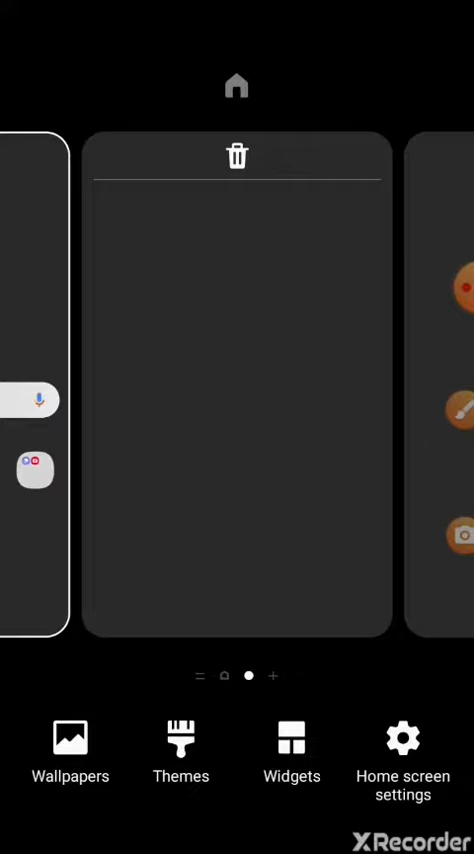 Wallpapers
Themes
Widgets
Home screen
settings
XRecorder